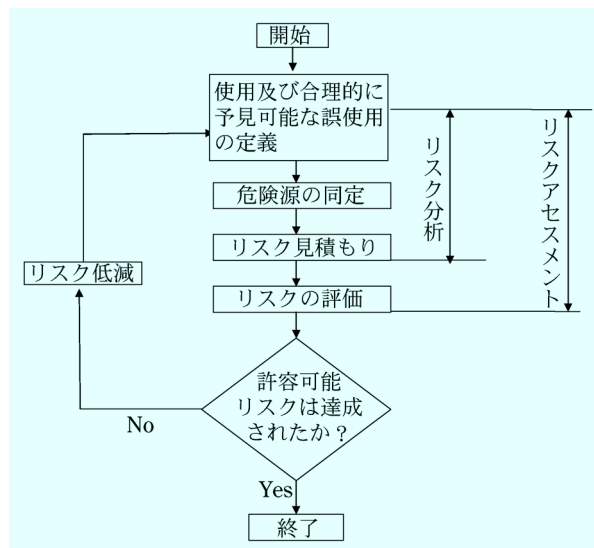 開始
使用及び合理的に
予見可能な誤使用
の定義
危険源の同定
リスク見積もり
リスクの評価
リスク低減
許容可能
リスクは達成
されたか？
No
Yes
終了
リスク分析
リスクアセスメント